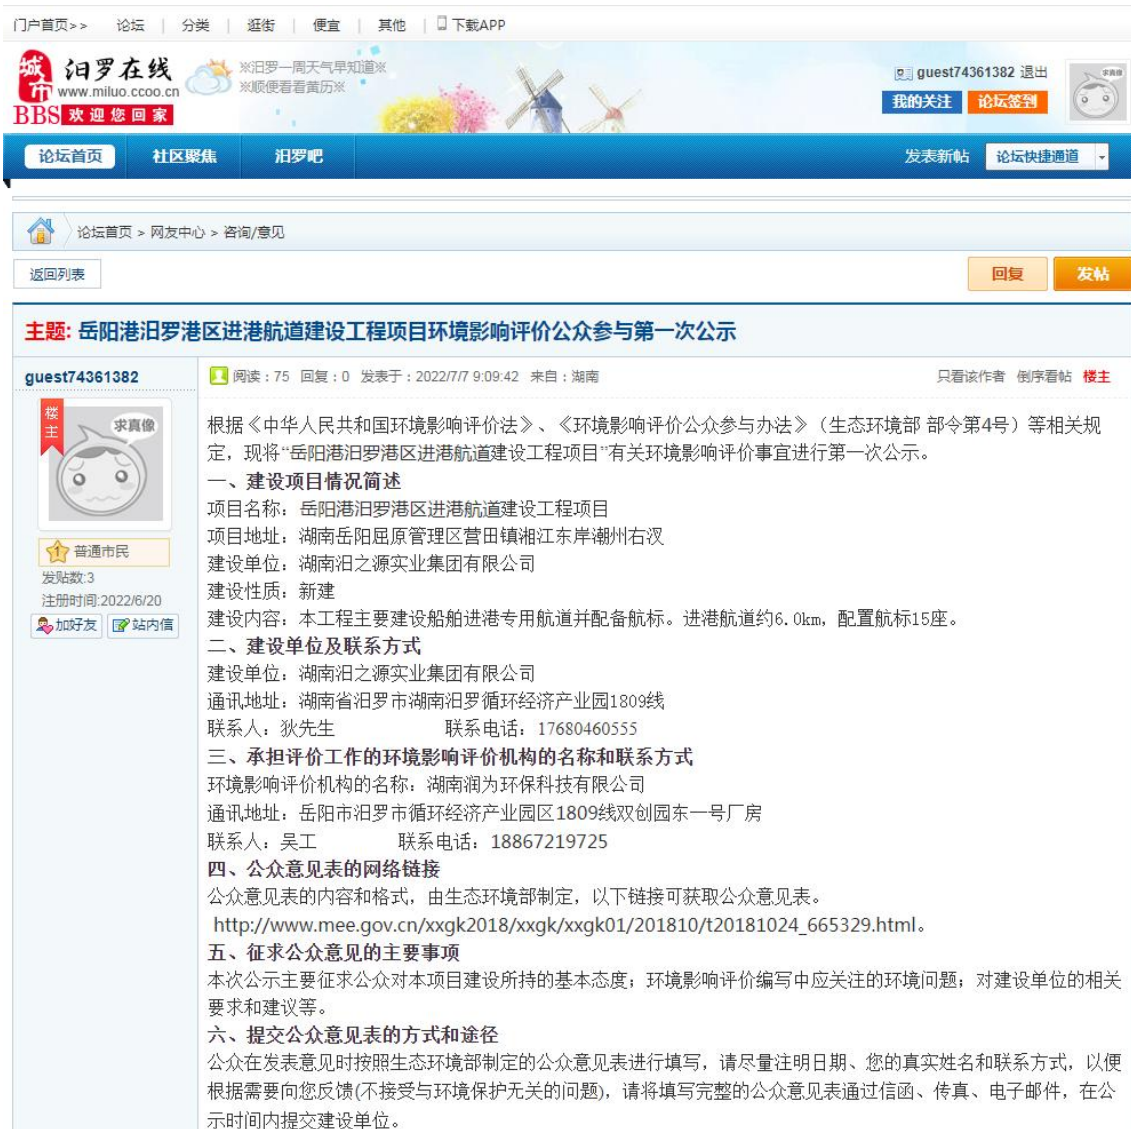 门户首页>> 论坛 | 分类 | 逛街 | 便宜 | 其他 | 下载APP
城市 汨罗在线
www.miluo.ccoo.cn
BBS 欢迎您回家
※汨罗一周天气早知道※
※顺便看看黄历※
guest74361382 退出
我的关注 论坛签到
求真像
论坛首页 社区聚焦 汨罗吧 发表新帖 论坛快捷通道
论坛首页 > 网友中心 > 咨询/意见
返回列表 回复 发帖
主题: 岳阳港汨罗港区进港航道建设工程项目环境影响评价公众参与第一次公示
guest74361382
楼主
求真像
1 普通市民
发贴数:3
注册时间:2022/6/20
加好友 站内信
阅读：75 回复：0 发表于：2022/7/7 9:09:42 来自：湖南 只看该作者 倒序看帖 楼主
根据《中华人民共和国环境影响评价法》、《环境影响评价公众参与办法》（生态环境部 部令第4号）等相关规
定，现将“岳阳港汨罗港区进港航道建设工程项目”有关环境影响评价事宜进行第一次公示。
一、建设项目情况简述
项目名称：岳阳港汨罗港区进港航道建设工程项目
项目地址：湖南岳阳屈原管理区营田镇湘江东岸潮州右汊
建设单位：湖南汨之源实业集团有限公司
建设性质：新建
建设内容：本工程主要建设船舶进港专用航道并配备航标。进港航道约6.0km，配置航标15座。
二、建设单位及联系方式
建设单位：湖南汨之源实业集团有限公司
通讯地址：湖南省汨罗市湖南汨罗循环经济产业园1809线
联系人：狄先生 联系电话：17680460555
三、承担评价工作的环境影响评价机构的名称和联系方式
环境影响评价机构的名称：湖南润为环保科技有限公司
通讯地址：岳阳市汨罗市循环经济产业园区1809线双创园东一号厂房
联系人：吴工 联系电话：18867219725
四、公众意见表的网络链接
公众意见表的内容和格式，由生态环境部制定，以下链接可获取公众意见表。
http://www.mee.gov.cn/xxgk2018/xxgk/xxgk01/201810/t20181024_665329.html。
五、征求公众意见的主要事项
本次公示主要征求公众对本项目建设所持的基本态度；环境影响评价编写中应关注的环境问题；对建设单位的相关
要求和建议等。
六、提交公众意见表的方式和途径
公众在发表意见时按照生态环境部制定的公众意见表进行填写，请尽量注明日期、您的真实姓名和联系方式，以便
根据需要向您反馈(不接受与环境保护无关的问题)，请将填写完整的公众意见表通过信函、传真、电子邮件，在公
示时间内提交建设单位。